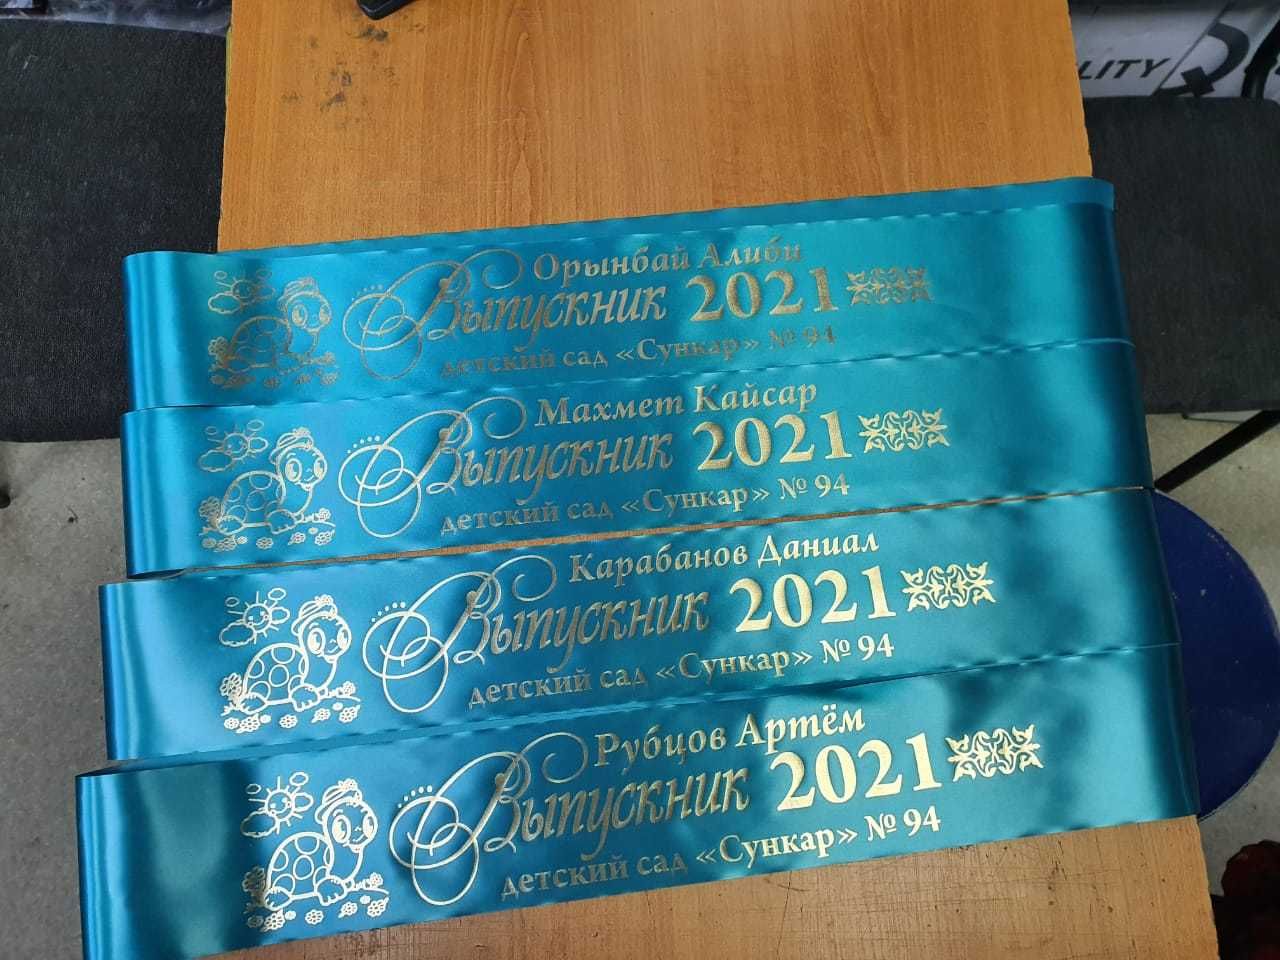 LITY
Орынбай Алиби
Выпускник 2021
детский сад «Сункар» № 94
Махмет Кайсар
Выпускник 2021
детский сад «Сункар» № 94
Карабанов Даниал
Выпускник 2021
детский сад «Сункар» № 94
Рубцов Артём
Выпускник 2021
детский сад «Сункар» № 94